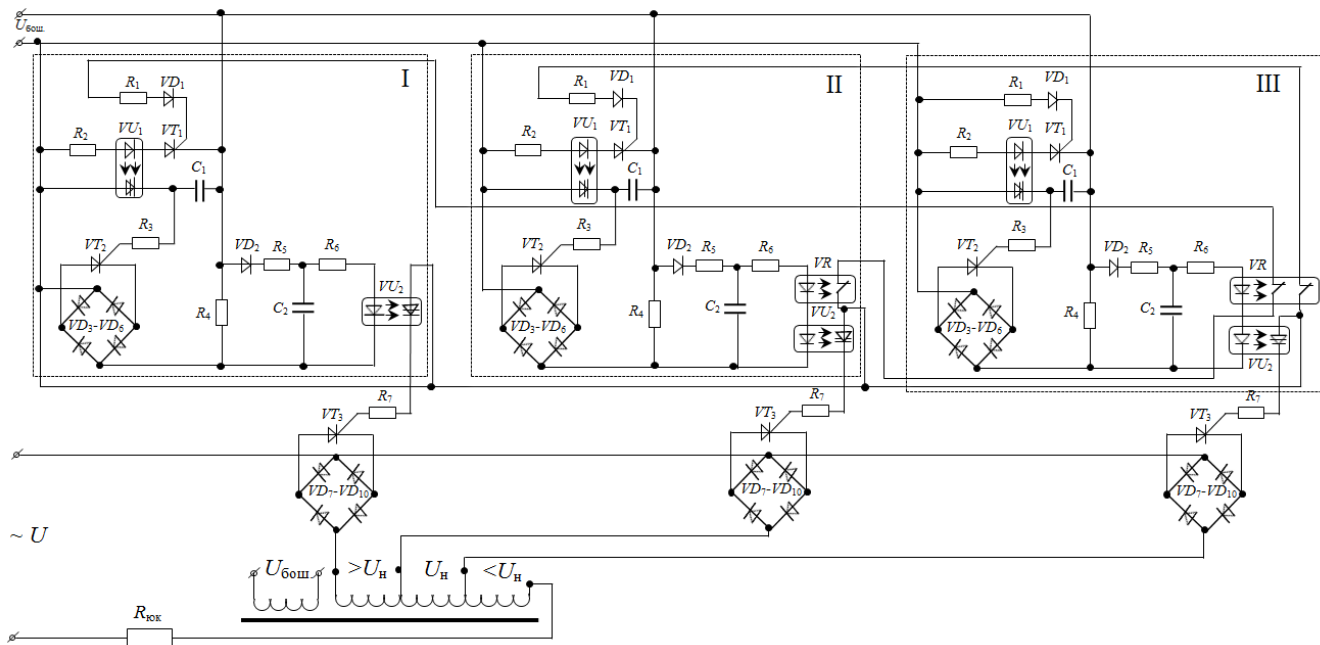 U бош.
I
II
III
R1
VD1
R1
VD1
R1
VD1
R2
VU1
VT1
R2
VU1
VT1
R2
VU1
VT1
C1
C1
C1
R3
R3
R3
VT2
VD2
R5
R6
VT2
VD2
R5
R6
VR
VT2
VD2
R5
R6
VR
VU2
VU2
VU2
VD3-VD6
R4
C2
VD3-VD6
R4
C2
VD3-VD6
R4
C2
R7
R7
R7
VT3
VT3
VT3
VD7-VD10
VD7-VD10
VD7-VD10
~ U
Uбош.
>Uн
Uн
<Uн
Rюк